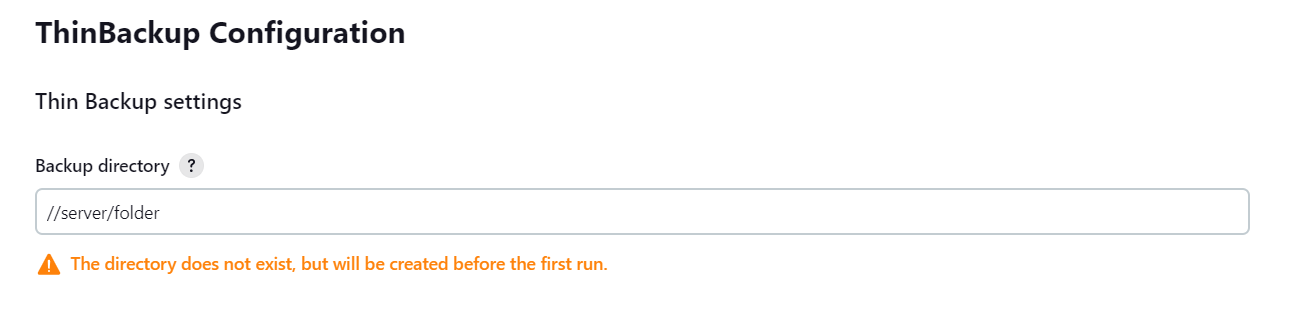 ThinBackup Configuration
Thin Backup settings
Backup directory ?
//server/folder
The directory does not exist, but will be created before the first run.